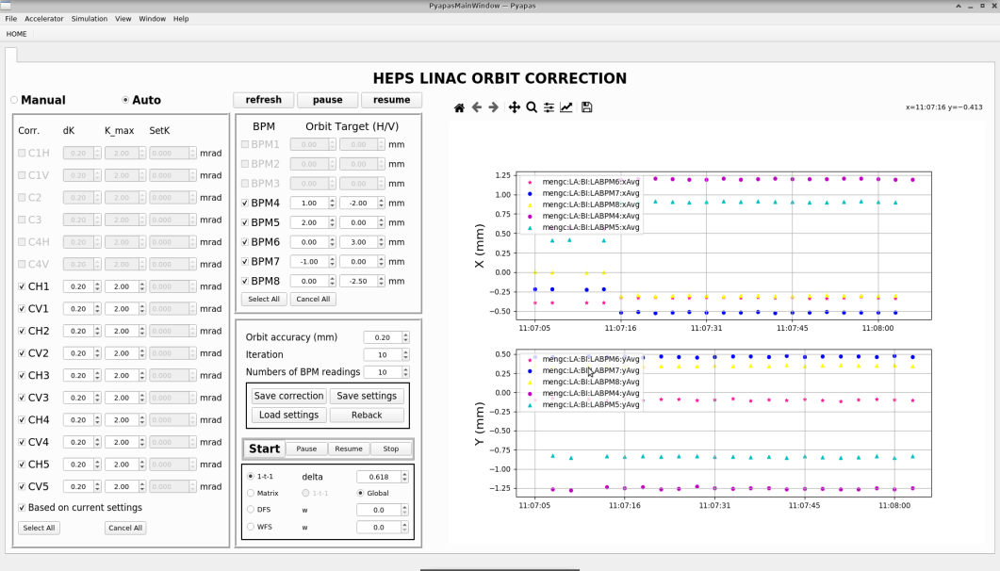 PyapasMainWindow — Pyapas
File Accelerator Simulation View Window Help
HOME
HEPS LINAC ORBIT CORRECTION
Manual Auto
Corr. dK K_max SetK
C1H 0.20 2.00 0.000 mrad
C1V 0.20 2.00 0.000 mrad
C2 0.20 2.00 0.000 mrad
C3 0.20 2.00 0.000 mrad
C4H 0.20 2.00 0.000 mrad
C4V 0.20 2.00 0.000 mrad
CH1 0.20 2.00 0.000 mrad
CV1 0.20 2.00 0.000 mrad
CH2 0.20 2.00 0.000 mrad
CV2 0.20 2.00 0.000 mrad
CH3 0.20 2.00 0.000 mrad
CV3 0.20 2.00 0.000 mrad
CH4 0.20 2.00 0.000 mrad
CV4 0.20 2.00 0.000 mrad
CH5 0.20 2.00 0.000 mrad
CV5 0.20 2.00 0.000 mrad
Based on current settings
Select All Cancel All
refresh pause resume
BPM Orbit Target (H/V)
BPM1 0.00 0.00 mm
BPM2 0.00 0.00 mm
BPM3 0.00 0.00 mm
BPM4 1.00 -2.00 mm
BPM5 2.00 0.00 mm
BPM6 0.00 3.00 mm
BPM7 -1.00 0.00 mm
BPM8 0.00 -2.50 mm
Select All Cancel All
Orbit accuracy (mm) 0.20
Iteration 10
Numbers of BPM readings 10
Save correction Save settings
Load settings Reback
Start Pause Resume Stop
1-t-1 delta 0.618
Matrix 1-t-1 Global
DFS w 0.0
WFS w 0.0
x=11:07:16 y=−0.413
X (mm)
1.25
1.00
0.75
0.50
0.25
0.00
−0.25
−0.50
mengc:LA:BI:LABPM6:xAvg
mengc:LA:BI:LABPM7:xAvg
mengc:LA:BI:LABPM8:xAvg
mengc:LA:BI:LABPM4:xAvg
mengc:LA:BI:LABPM5:xAvg
11:07:05 11:07:16 11:07:31 11:07:45 11:08:00
Y (mm)
0.50
0.25
0.00
−0.25
−0.50
−0.75
−1.00
−1.25
mengc:LA:BI:LABPM6:yAvg
mengc:LA:BI:LABPM7:yAvg
mengc:LA:BI:LABPM8:yAvg
mengc:LA:BI:LABPM4:yAvg
mengc:LA:BI:LABPM5:yAvg
11:07:05 11:07:16 11:07:31 11:07:45 11:08:00